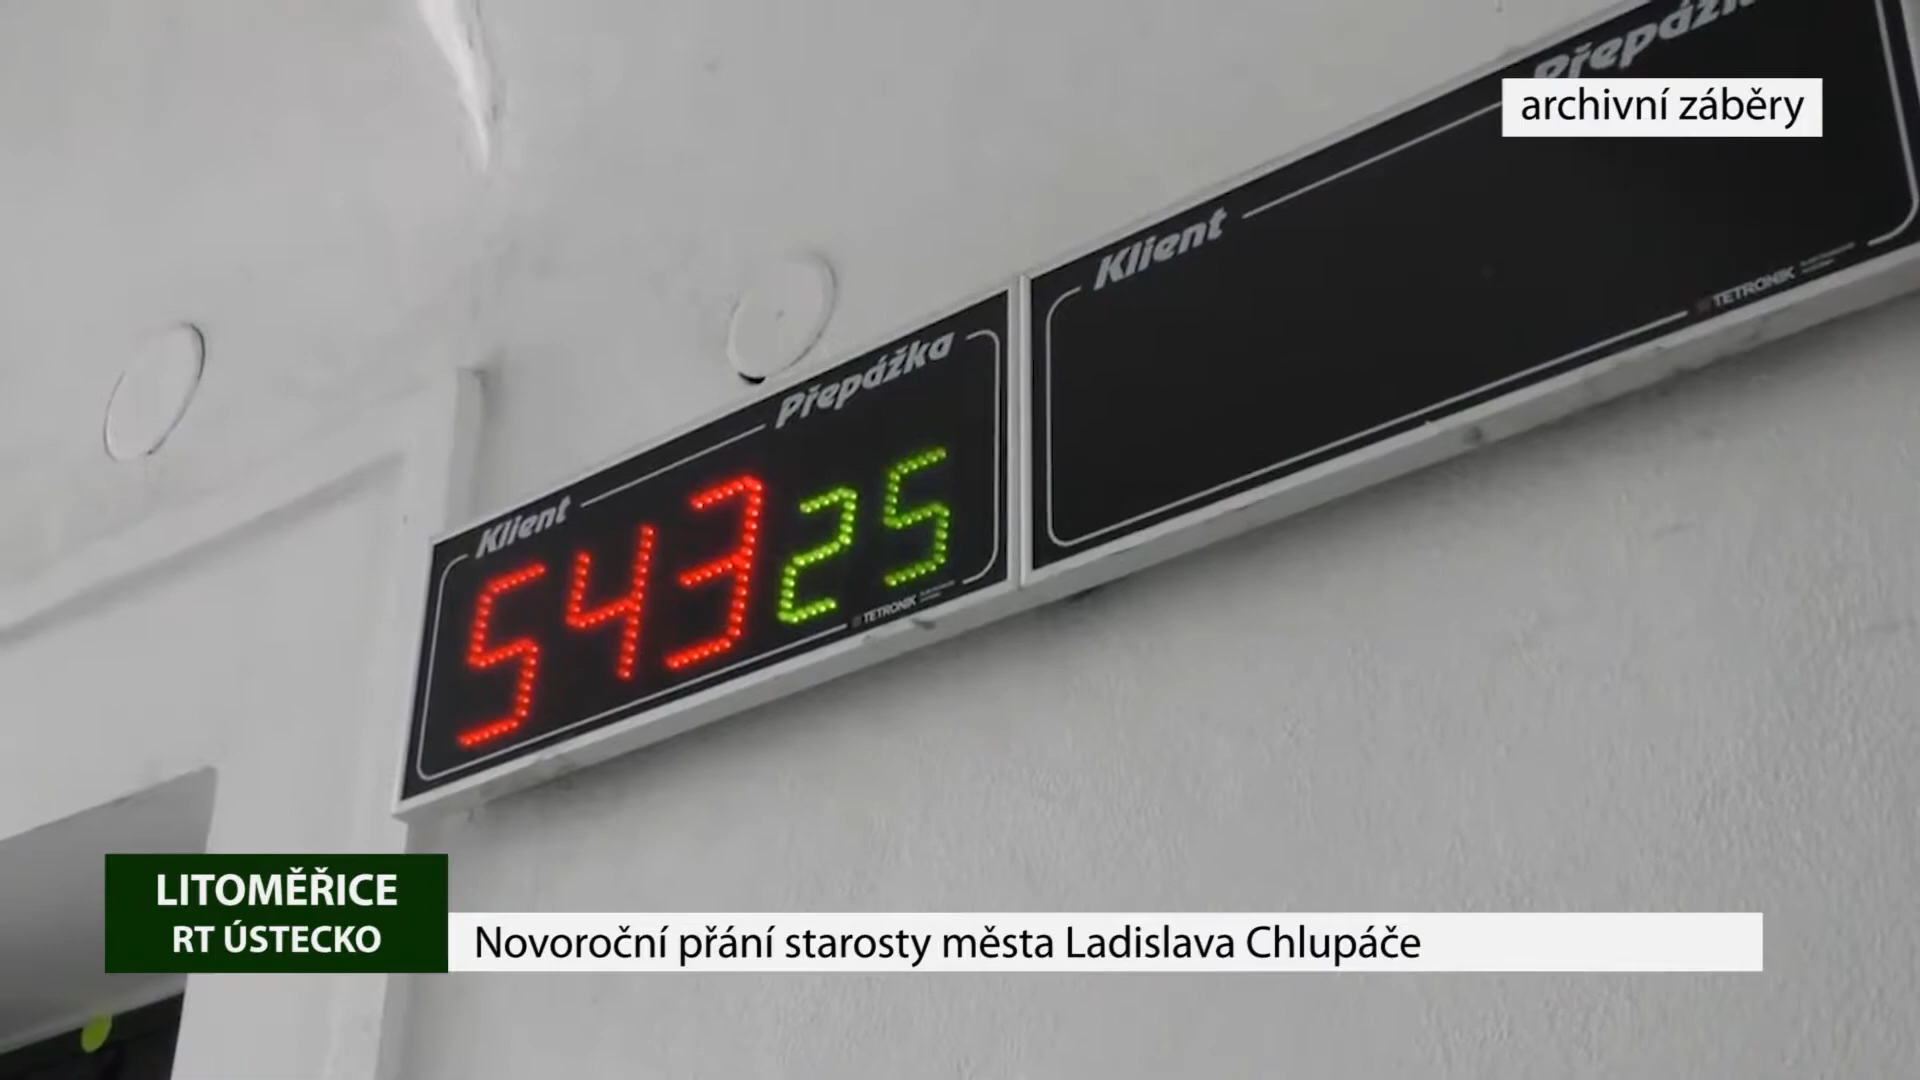 Přepážka
archivní záběry
Klient
TETRONIK
Přepážka
Klient
543 25
TETRONIK
LITOMĚŘICE
RT ÚSTECKO
Novoroční přání starosty města Ladislava Chlupáče